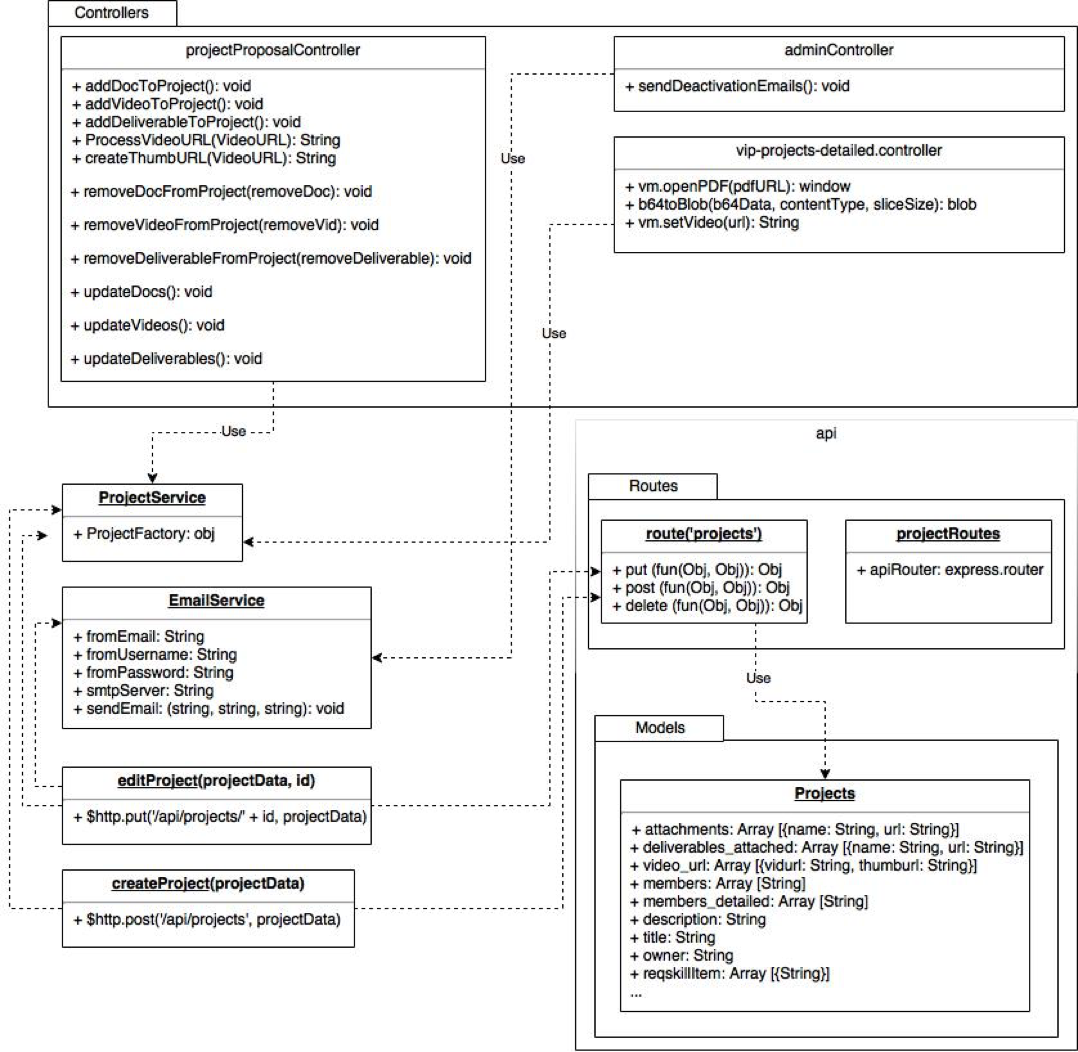 Controllers
projectProposalController
+ addDocToProject(): void
+ addVideoToProject(): void
+ addDeliverableToProject(): void
+ ProcessVideoURL(VideoURL): String
+ createThumbURL(VideoURL): String
+ removeDocFromProject(removeDoc): void
+ removeVideoFromProject(removeVid): void
+ removeDeliverableFromProject(removeDeliverable): void
+ updateDocs(): void
+ updateVideos(): void
+ updateDeliverables(): void
adminController
+ sendDeactivationEmails(): void
vip-projects-detailed.controller
+ vm.openPDF(pdfURL): window
+ b64toBlob(b64Data, contentType, sliceSize): blob
+ vm.setVideo(url): String
Use
Use
Use
ProjectService
+ ProjectFactory: obj
EmailService
+ fromEmail: String
+ fromUsername: String
+ fromPassword: String
+ smtpServer: String
+ sendEmail: (string, string, string): void
editProject(projectData, id)
+ $http.put('/api/projects/" + id, projectData)
createProject(projectData)
+ $http.post('/api/projects', projectData)
api
Routes
route('projects')
+ put (fun(Obj, Obj)): Obj
+ post (fun(Obj, Obj)): Obj
+ delete (fun(Obj, Obj)): Obj
projectRoutes
+ apiRouter: express.router
Use
Models
Projects
+ attachments: Array [{name: String, url: String}]
+ deliverables_attached: Array [{name: String, url: String}]
+ video_url: Array [{vidurl: String, thumburl: String}]
+ members: Array [String]
+ members_detailed: Array [String]
+ description: String
+ title: String
+ owner: String
+ reqskillItem: Array [{String}]
...